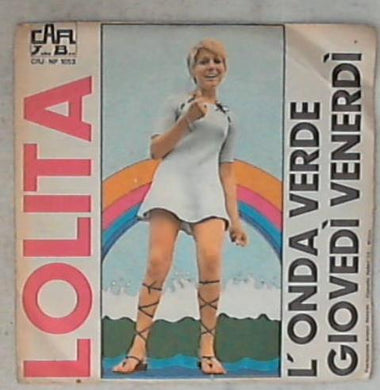 CAR
J. B.
CRJ NP 1053
LOLITA
L'ONDA VERDE
GIOVEDÌ VENERDÌ